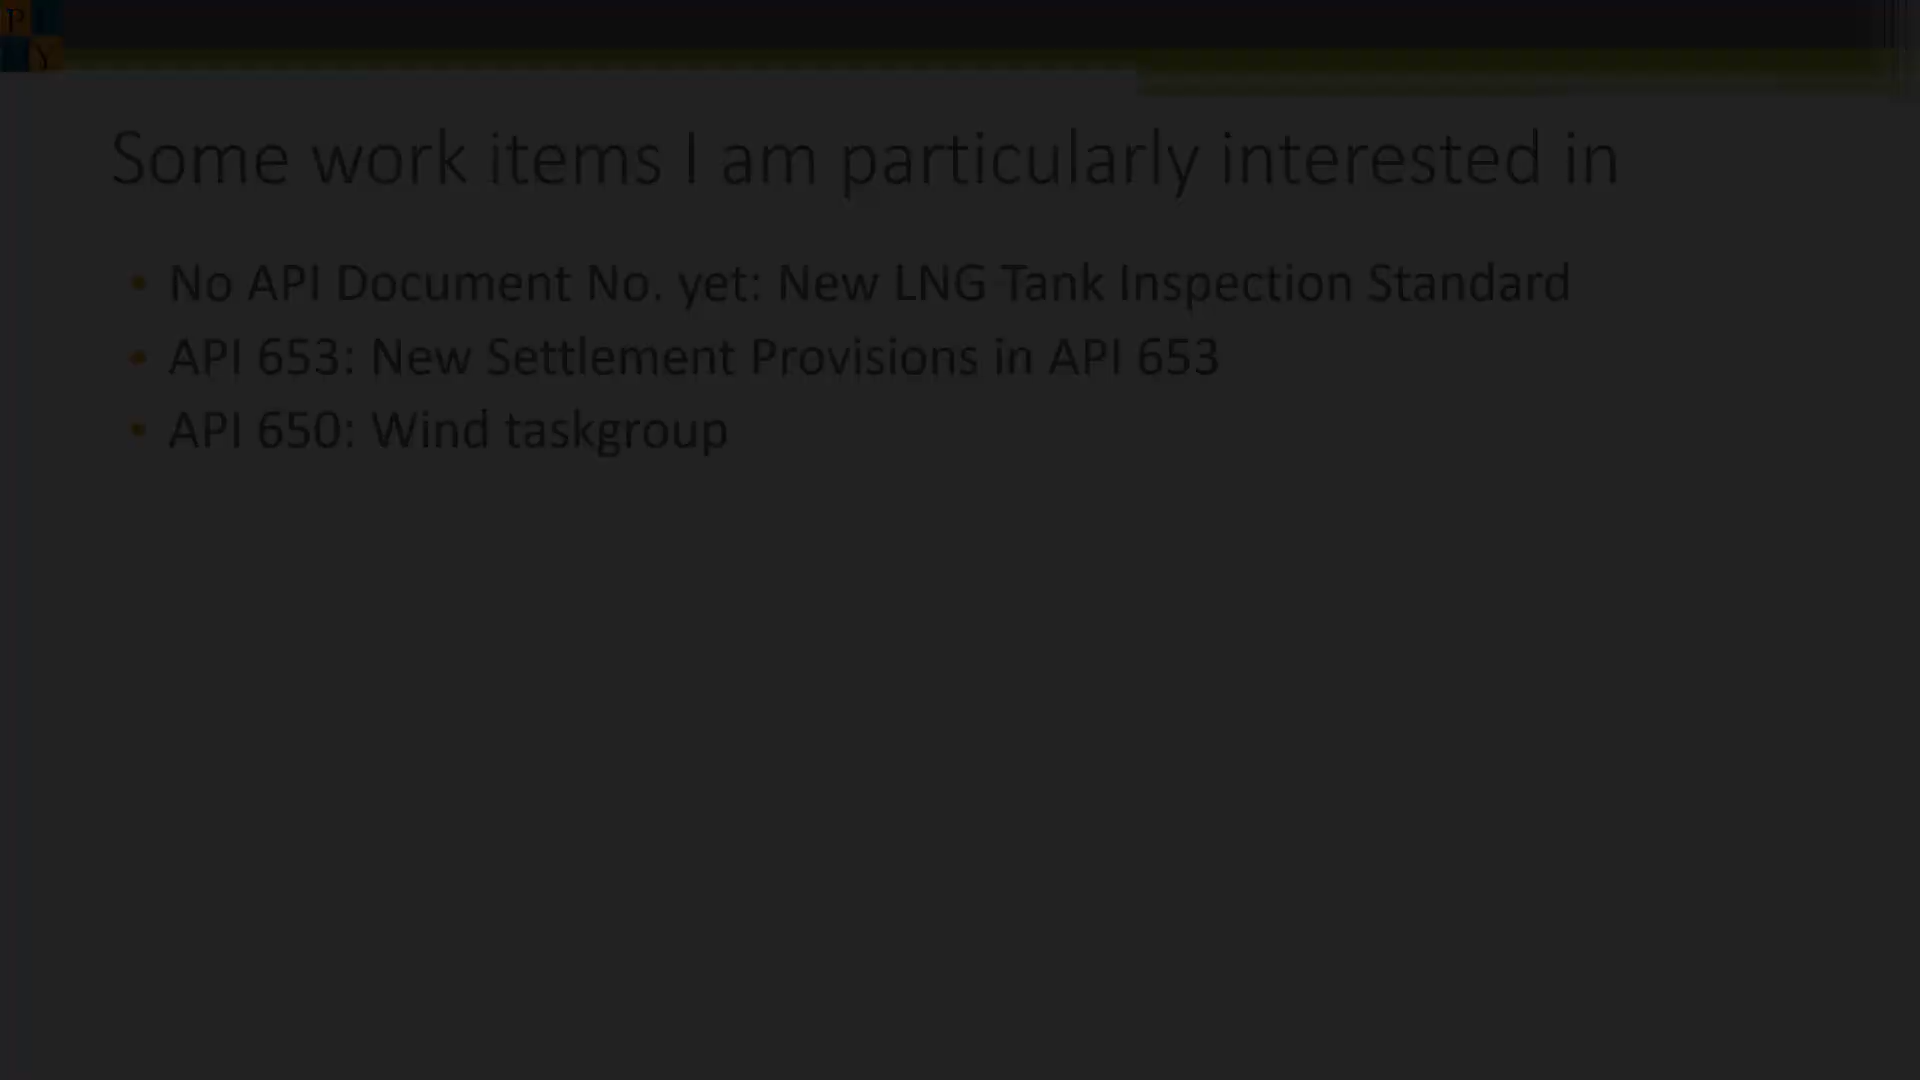 P
Y
Some work items I am particularly interested in
• No API Document No. yet: New LNG Tank Inspection Standard
• API 653: New Settlement Provisions in API 653
• API 650: Wind taskgroup